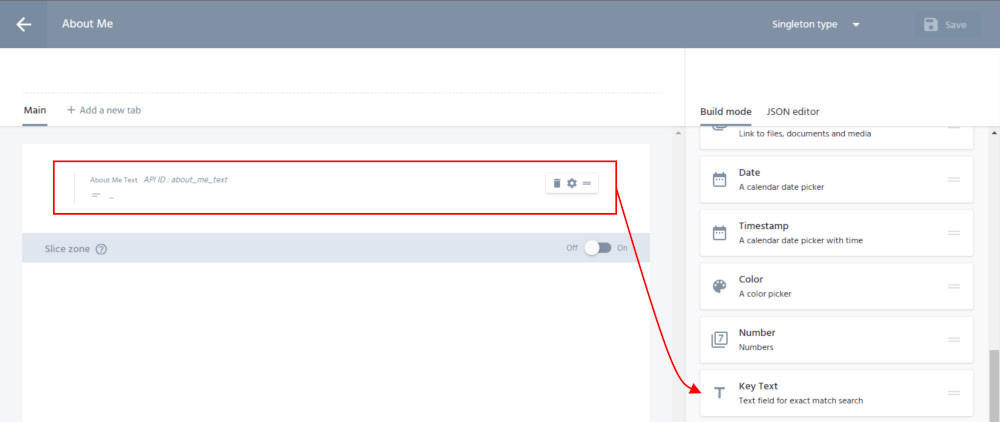 About Me
Singleton type
Save
Main
+ Add a new tab
Build mode
JSON editor
Link to files, documents and media
About Me Text API ID : about_me_text
Date
A calendar date picker
Timestamp
A calendar date picker with time
Slice zone ?
Off
On
Color
A color picker
7
Number
Numbers
T
Key Text
Text field for exact match search